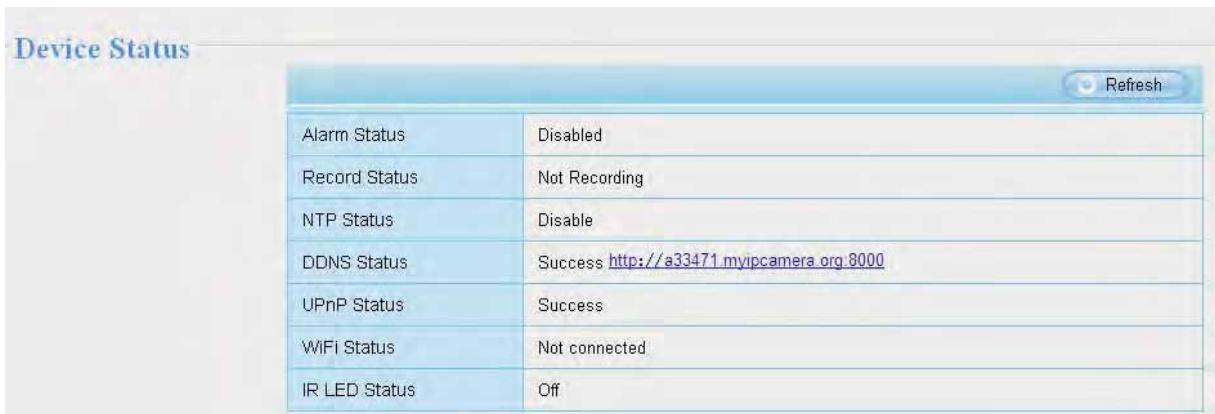 Device Status
Refresh
Alarm Status Disabled
Record Status Not Recording
NTP Status Disable
DDNS Status Success http://a33471.myipcamera.org:8000
UPnP Status Success
WiFi Status Not connected
IR LED Status Off